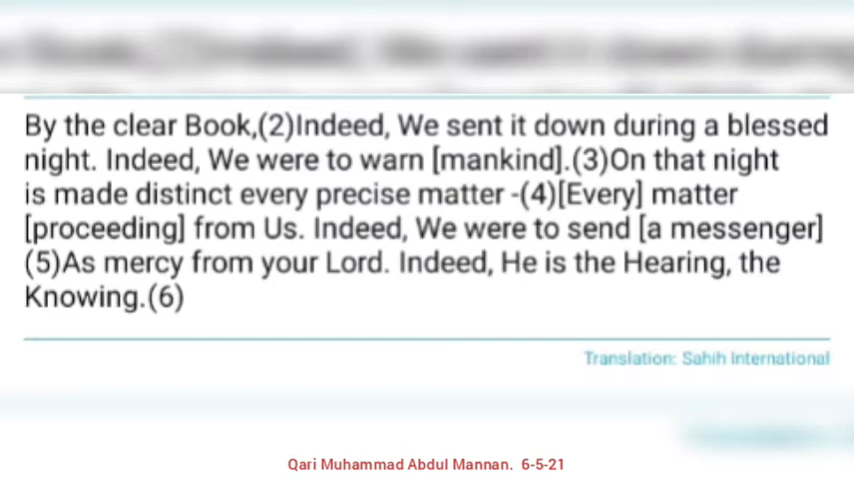 By the clear Book,(2)Indeed, We sent it down during a blessed
night. Indeed, We were to warn [mankind].(3)On that night
is made distinct every precise matter -(4)[Every] matter
[proceeding] from Us. Indeed, We were to send [a messenger]
(5)As mercy from your Lord. Indeed, He is the Hearing, the
Knowing.(6)
Translation: Sahih International
Qari Muhammad Abdul Mannan. 6-5-21